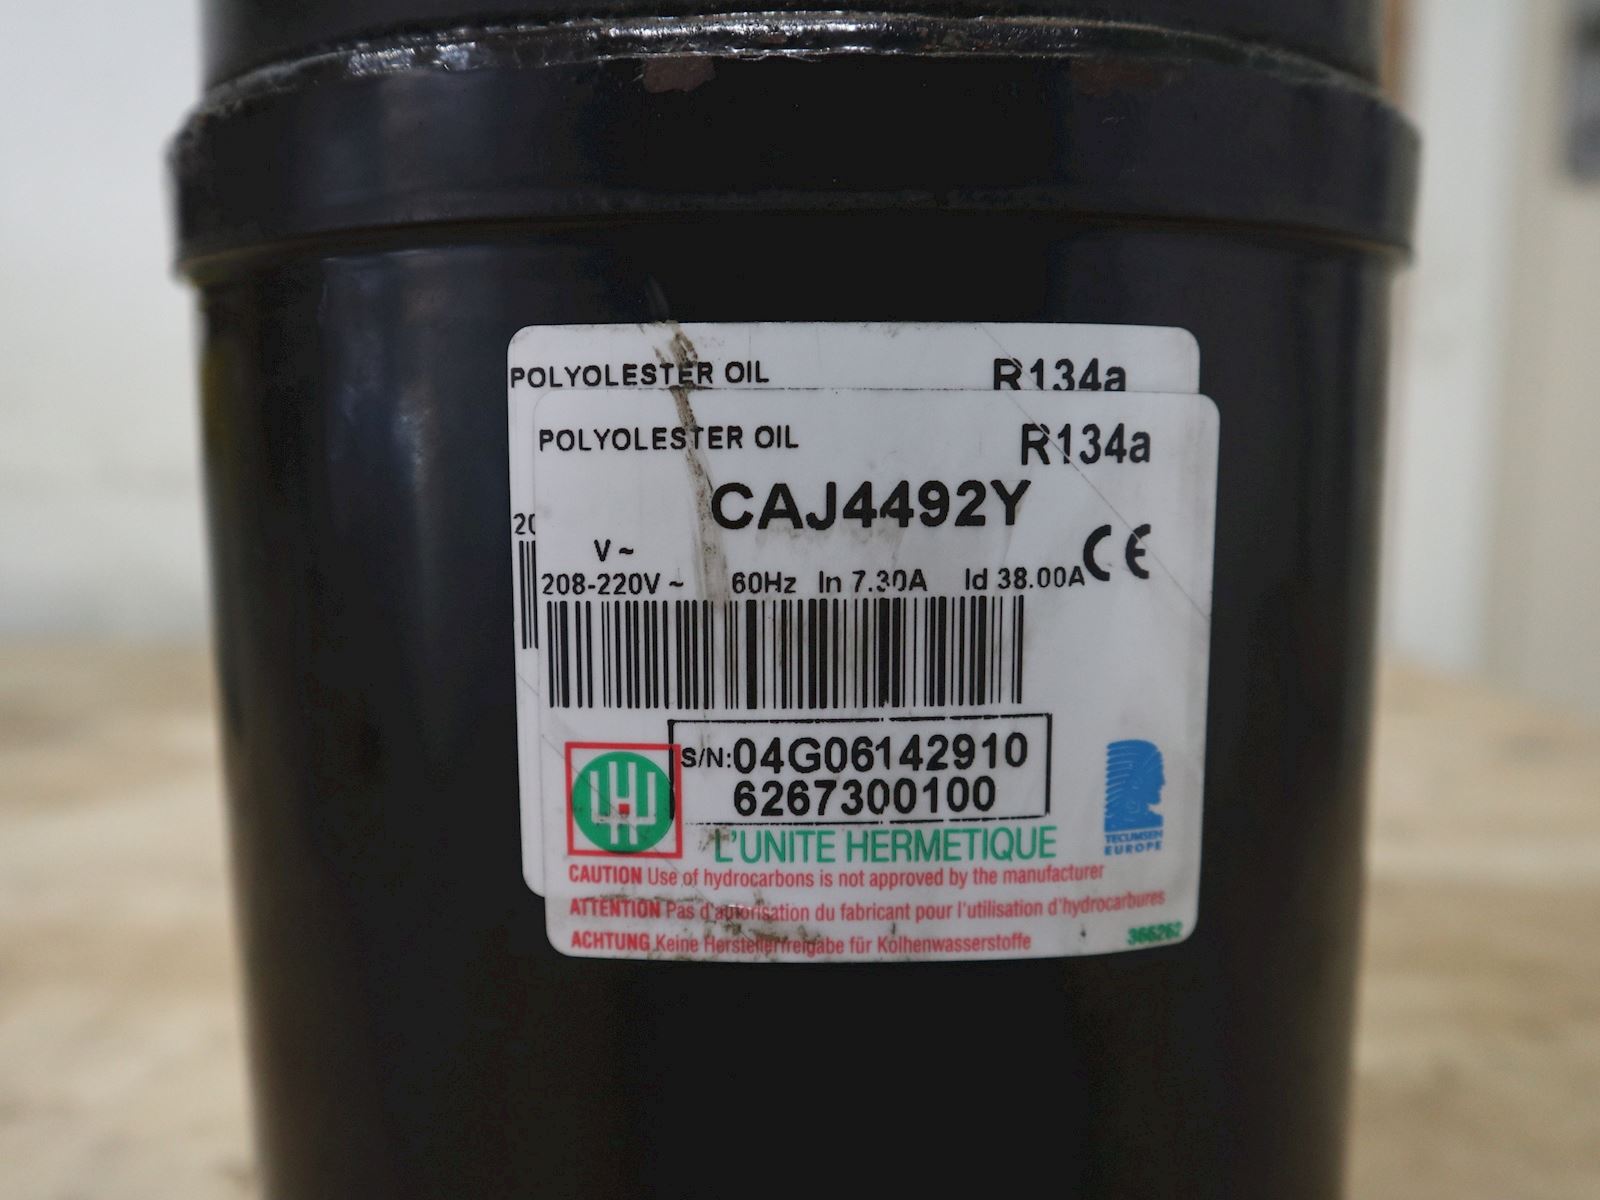 POLYOLESTER OIL R134a
POLYOLESTER OIL R134a
CAJ4492Y
20
V ~
208-220V ~ 60Hz In 7.30A Id 38.00A CE
S/N:04G06142910
6267300100
L'UNITE HERMETIQUE
TECUMSEH
EUROPE
CAUTION Use of hydrocarbons is not approved by the manufacturer
ATTENTION Pas d'autorisation du fabricant pour l'utilisation d'hydrocarbures
ACHTUNG Keine Herstellerfreigabe für Kolhenwasserstoffe
366262